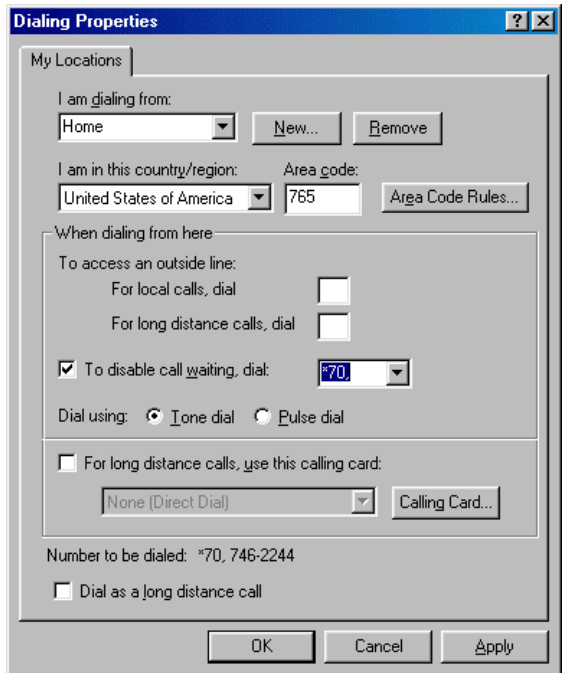 Dialing Properties
My Locations
I am dialing from:
Home
New...
Remove
I am in this country/region:
Area code:
United States of America
765
Area Code Rules...
When dialing from here
To access an outside line:
For local calls, dial
For long distance calls, dial
To disable call waiting, dial:
*70,
Dial using:
Tone dial
Pulse dial
For long distance calls, use this calling card:
None (Direct Dial)
Calling Card...
Number to be dialed: *70, 746-2244
Dial as a long distance call
OK
Cancel
Apply